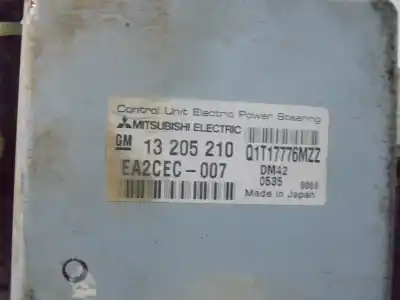 Control Unit Electric Power Steering
MITSUBISHI ELECTRIC
GM 13 205 210 Q1T17776MZZ
EA2CEC-007 DM42
0535 0060
Made in Japan